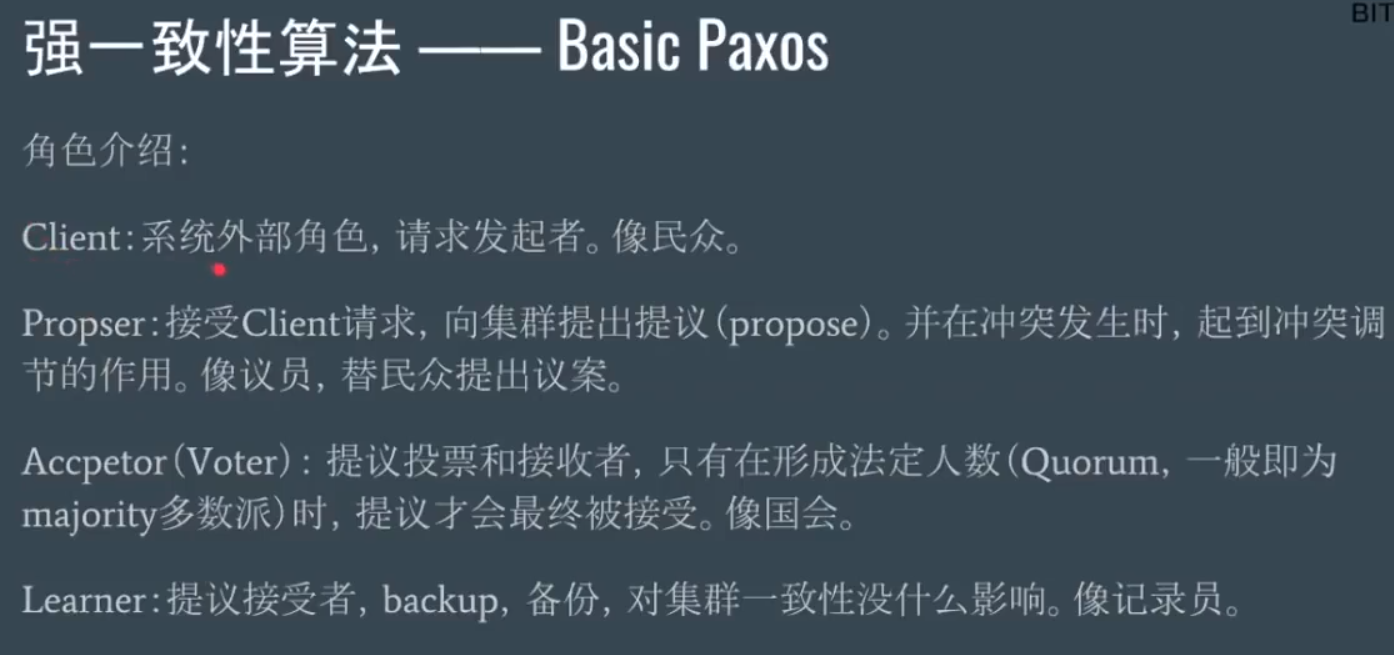 BIT
强一致性算法 —— Basic Paxos
角色介绍：
Client：系统外部角色，请求发起者。像民众。
Propser：接受Client请求，向集群提出提议（propose）。并在冲突发生时，起到冲突调
节的作用。像议员，替民众提出议案。
Accpetor（Voter）：提议投票和接收者，只有在形成法定人数（Quorum，一般即为
majority多数派）时，提议才会最终被接受。像国会。
Learner：提议接受者，backup，备份，对集群一致性没什么影响。像记录员。